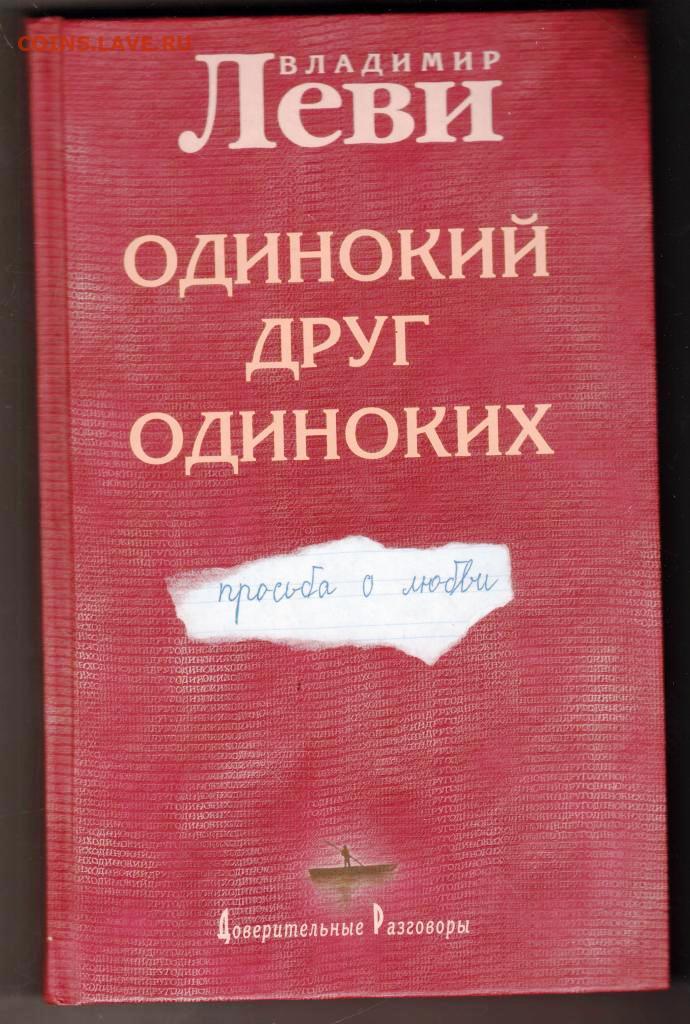 COINS.LAVE.RU
ВЛАДИМИР
Леви
ОДИНОКИЙ
ДРУГ
ОДИНОКИХ
просьба о любви
Доверительные Разговоры